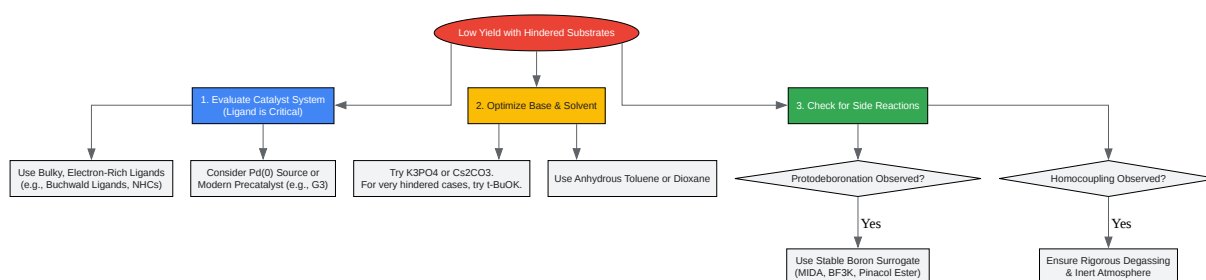 Low Yield with Hindered Substrates
1. Evaluate Catalyst System
(Ligand is Critical)
2. Optimize Base & Solvent
3. Check for Side Reactions
Use Bulky, Electron-Rich Ligands
(e.g., Buchwald Ligands, NHCs)
Consider Pd(0) Source or
Modern Precatalyst (e.g., G3)
Try K3PO4 or Cs2CO3.
For very hindered cases, try t-BuOK.
Use Anhydrous Toluene or Dioxane
Protodeboronation Observed?
Homocoupling Observed?
Yes
Yes
Use Stable Boron Surrogate
(MIDA, BF3K, Pinacol Ester)
Ensure Rigorous Degassing
& Inert Atmosphere